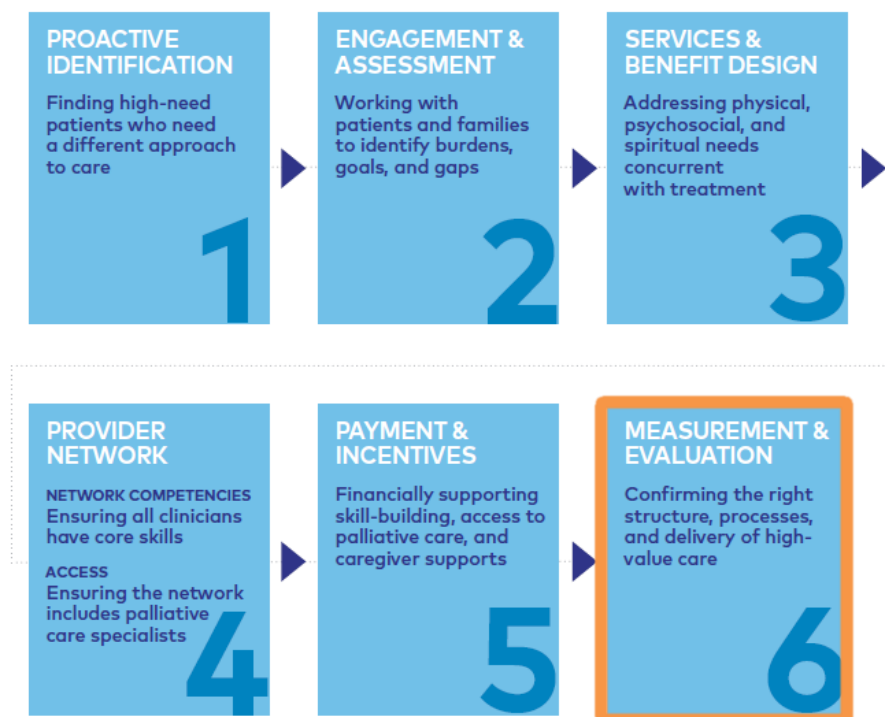 PROACTIVE
IDENTIFICATION
Finding high-need
patients who need
a different approach
to care
1
ENGAGEMENT &
ASSESSMENT
Working with
patients and families
to identify burdens,
goals, and gaps
2
SERVICES &
BENEFIT DESIGN
Addressing physical,
psychosocial, and
spiritual needs
concurrent
with treatment
3
PROVIDER
NETWORK
NETWORK COMPETENCIES
Ensuring all clinicians
have core skills
ACCESS
Ensuring the network
includes palliative
care specialists
4
PAYMENT &
INCENTIVES
Financially supporting
skill-building, access to
palliative care, and
caregiver supports
5
MEASUREMENT &
EVALUATION
Confirming the right
structure, processes,
and delivery of high-
value care
6